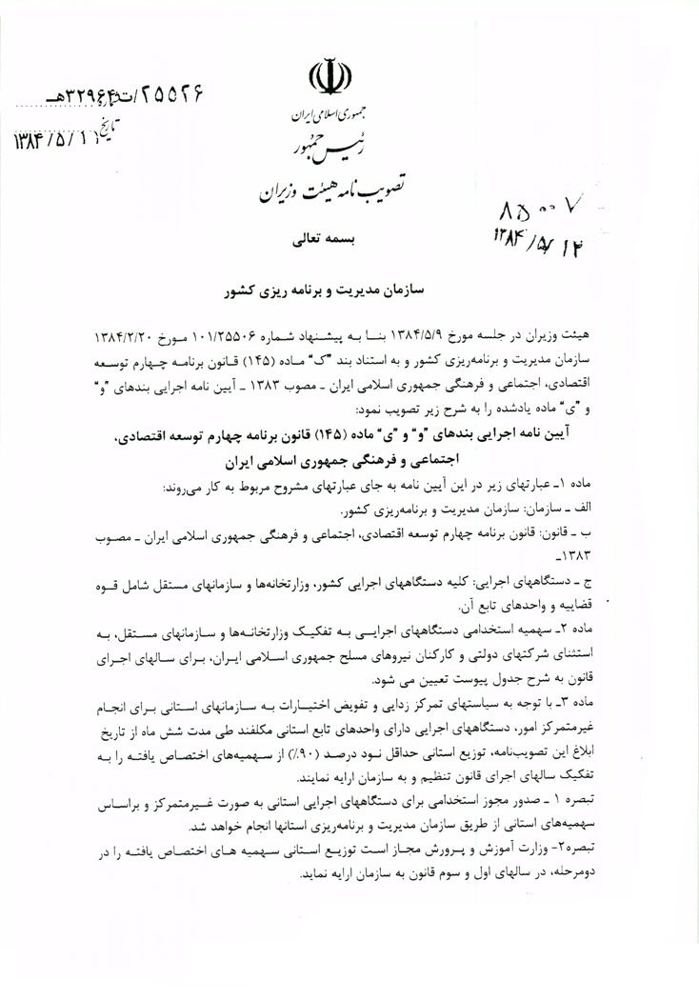 ۲۵۵۲۶/ت۳۲۹۶۴هـ
تاریخ ۱۳۸۴/۵/۱۱
جمهوری اسلامی ایران
رئیس جمهور
تصویب نامه هیئت وزیران
۸۵۰۰۷
۱۳۸۴/۵/۱۲
بسمه تعالی
سازمان مدیریت و برنامه ریزی کشور
هیئت وزیران در جلسه مورخ ۱۳۸۴/۵/۹ بنا به پیشنهاد شماره ۱۰۱/۲۵۵۰۶ مورخ ۱۳۸۴/۲/۲۰
سازمان مدیریت و برنامه‌ریزی کشور و به استناد بند "ک" ماده (۱۴۵) قانون برنامه چهارم توسعه
اقتصادی، اجتماعی و فرهنگی جمهوری اسلامی ایران ـ مصوب ۱۳۸۳ ـ آیین نامه اجرایی بندهای "و"
و "ی" ماده یادشده را به شرح زیر تصویب نمود:
آیین نامه اجرایی بندهای "و" و "ی" ماده (۱۴۵) قانون برنامه چهارم توسعه اقتصادی،
اجتماعی و فرهنگی جمهوری اسلامی ایران
ماده ۱ـ عبارتهای زیر در این آیین نامه به جای عبارتهای مشروح مربوط به کار می‌روند:
الف ـ سازمان: سازمان مدیریت و برنامه‌ریزی کشور.
ب ـ قانون: قانون برنامه چهارم توسعه اقتصادی، اجتماعی و فرهنگی جمهوری اسلامی ایران ـ مصوب
۱۳۸۳ـ
ج ـ دستگاههای اجرایی: کلیه دستگاههای اجرایی کشور، وزارتخانه‌ها و سازمانهای مستقل شامل قوه
قضاییه و واحدهای تابع آن.
ماده ۲ـ سهمیه استخدامی دستگاههای اجرایی به تفکیک وزارتخانه‌ها و سازمانهای مستقل، به
استثنای شرکتهای دولتی و کارکنان نیروهای مسلح جمهوری اسلامی ایران، برای سالهای اجرای
قانون به شرح جدول پیوست تعیین می شود.
ماده ۳ـ با توجه به سیاستهای تمرکز زدایی و تفویض اختیارات به سازمانهای استانی برای انجام
غیرمتمرکز امور، دستگاههای اجرایی دارای واحدهای تابع استانی مکلفند طی مدت شش ماه از تاریخ
ابلاغ این تصویب‌نامه، توزیع استانی حداقل نود درصد (۹۰٪) از سهمیه‌های اختصاص یافته را به
تفکیک سالهای اجرای قانون تنظیم و به سازمان ارایه نمایند.
تبصره ۱ ـ صدور مجوز استخدامی برای دستگاههای اجرایی استانی به صورت غیرمتمرکز و براساس
سهمیه‌های استانی از طریق سازمان مدیریت و برنامه‌ریزی استانها انجام خواهد شد.
تبصره۲- وزارت آموزش و پرورش مجاز است توزیع استانی سهمیه های اختصاص یافته را در
دومرحله، در سالهای اول و سوم قانون به سازمان ارایه نماید.